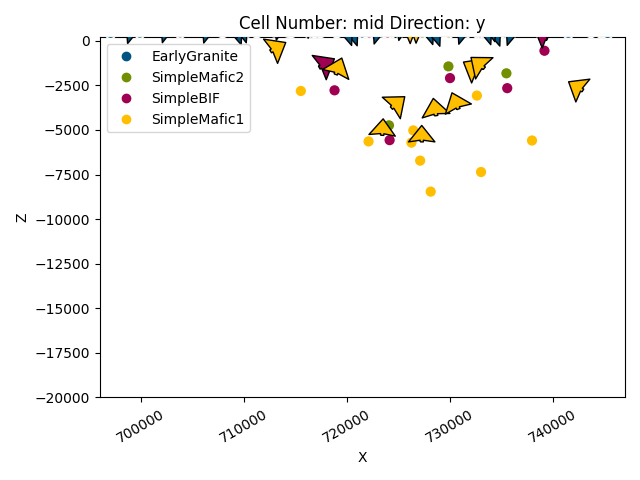 Cell Number: mid Direction: y
EarlyGranite
SimpleMafic2
SimpleBIF
SimpleMafic1
0
−2500
−5000
−7500
−10000
−12500
−15000
−17500
−20000
Z
700000
710000
720000
730000
740000
X